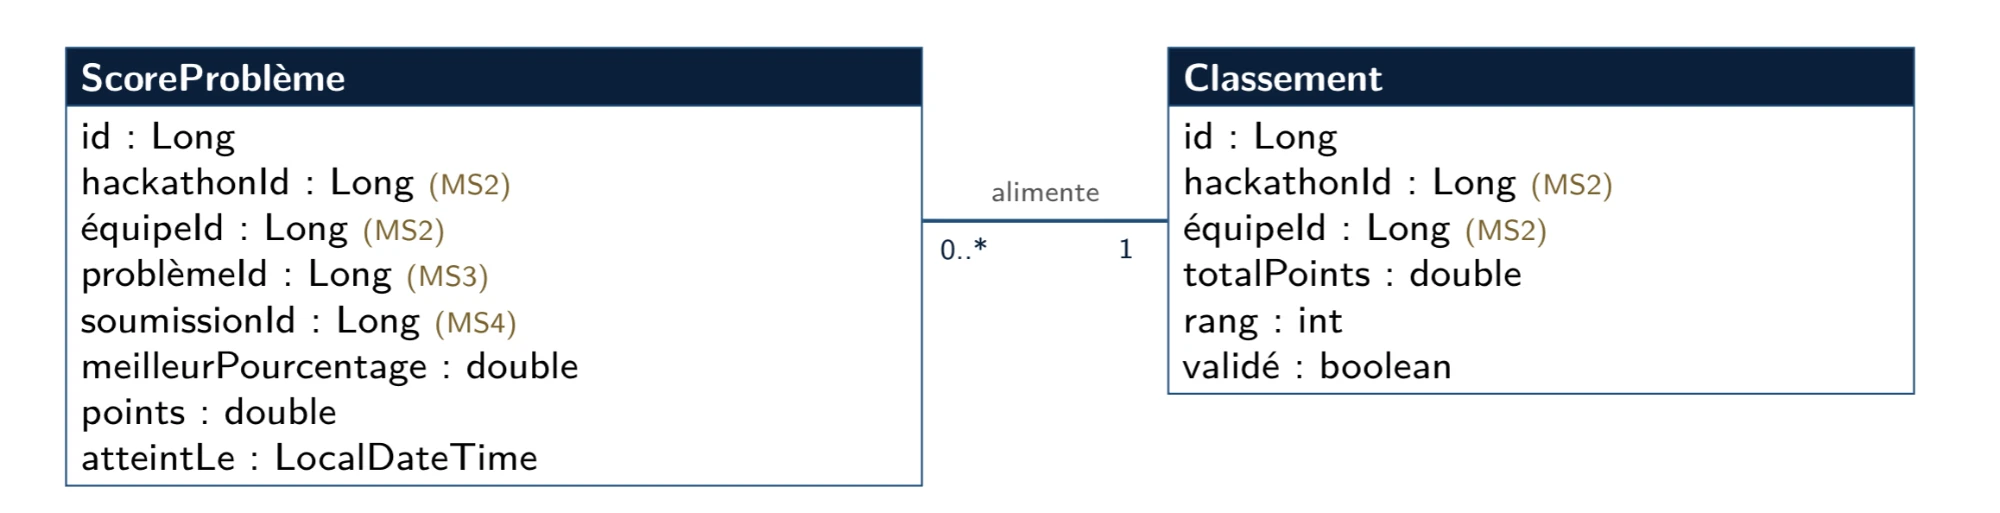 ScoreProblème
id : Long
hackathonId : Long (MS2)
équipeId : Long (MS2)
problèmeId : Long (MS3)
soumissionId : Long (MS4)
meilleurPourcentage : double
points : double
atteintLe : LocalDateTime
alimente
0..*
1
Classement
id : Long
hackathonId : Long (MS2)
équipeId : Long (MS2)
totalPoints : double
rang : int
validé : boolean